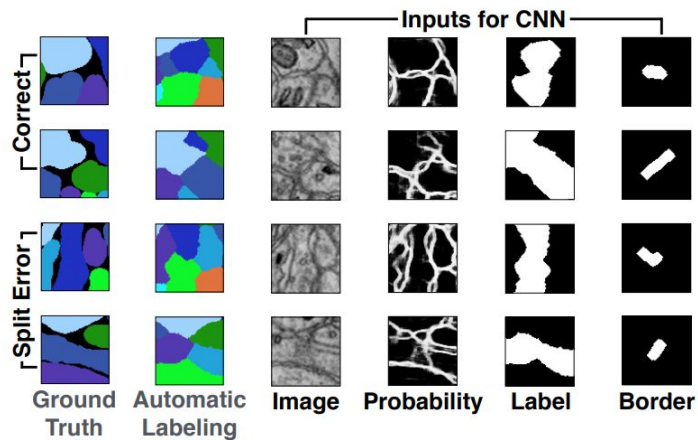 Inputs for CNN
Correct
Split Error
Ground
Truth
Automatic
Labeling
Image
Probability
Label
Border